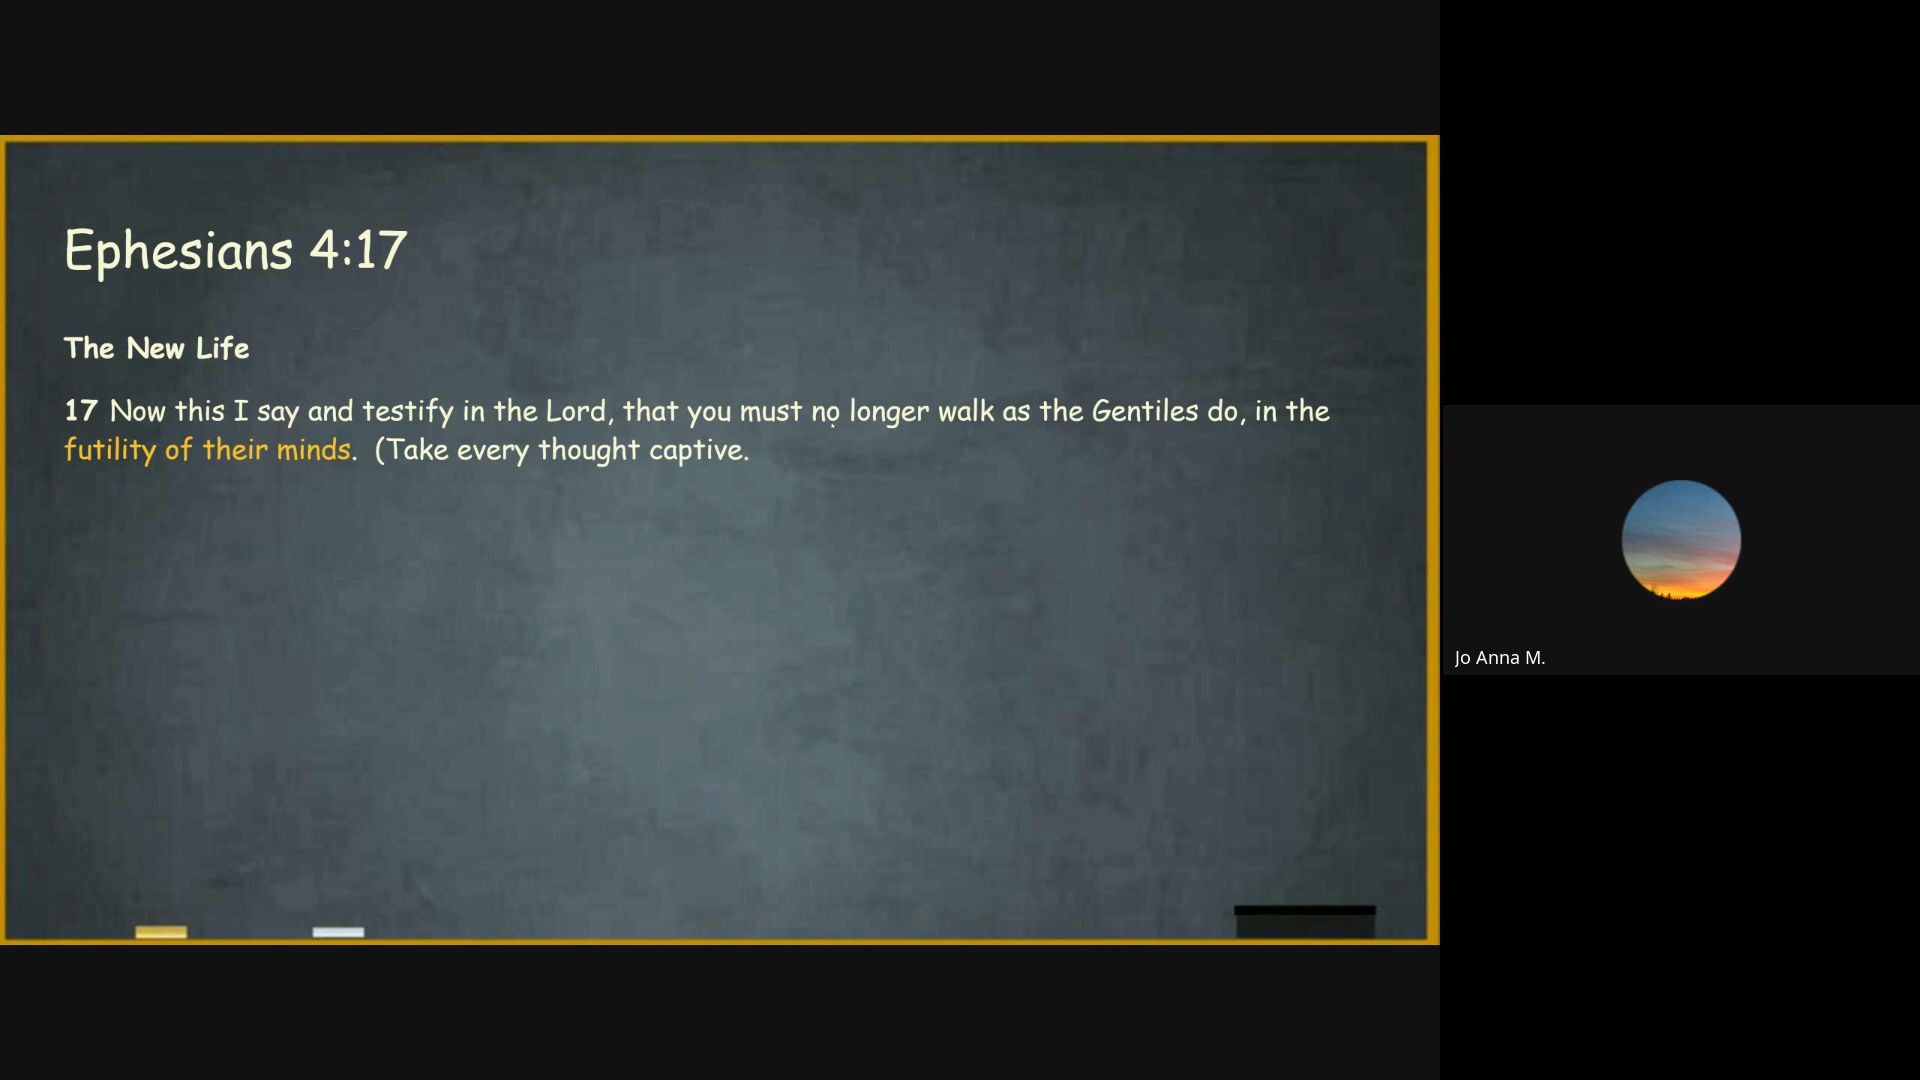 Ephesians 4:17
The New Life
17 Now this I say and testify in the Lord, that you must no longer walk as the Gentiles do, in the
futility of their minds.  (Take every thought captive.
Jo Anna M.